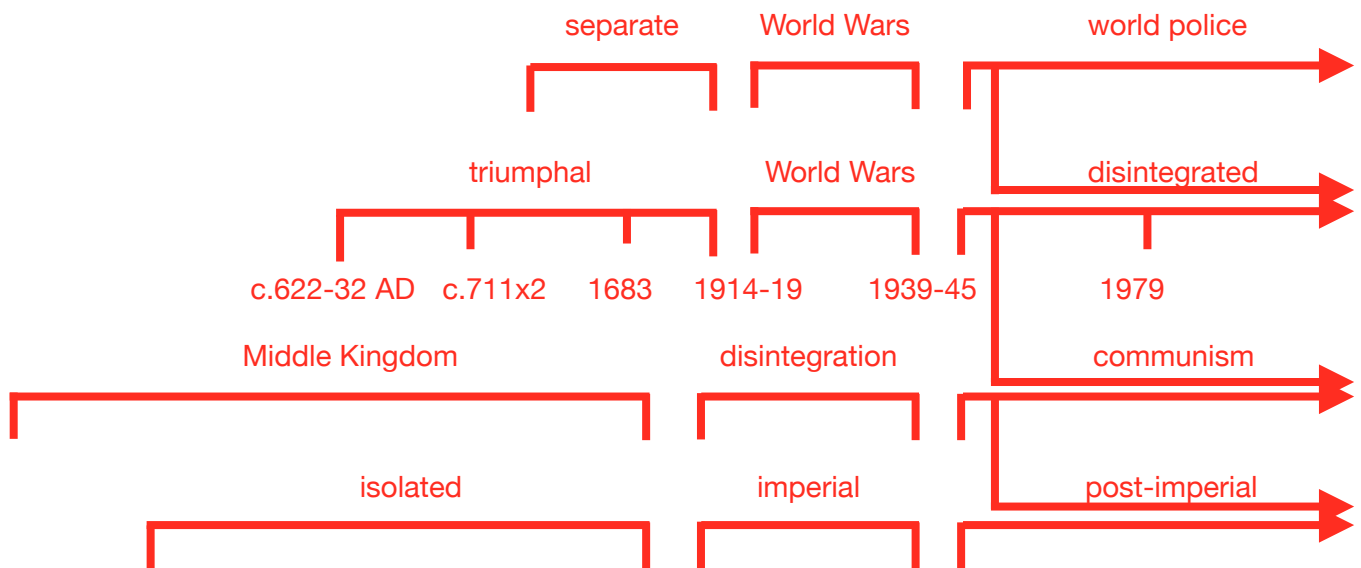 separate World Wars world police
triumphal World Wars disintegrated
c.622-32 AD c.711x2 1683 1914-19 1939-45 1979
Middle Kingdom disintegration communism
isolated imperial post-imperial